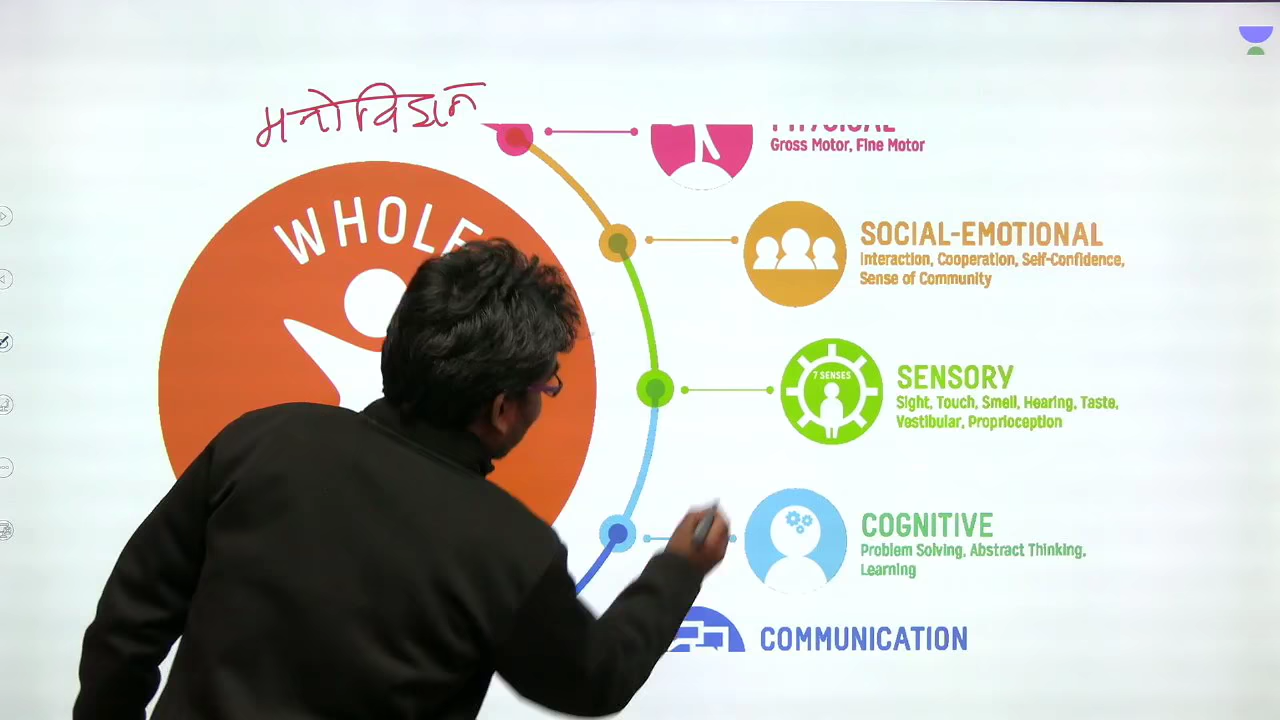 मनोविज्ञान
PHYSICAL
Gross Motor, Fine Motor
WHOLE
SOCIAL-EMOTIONAL
Interaction, Cooperation, Self-Confidence,
Sense of Community
7 SENSES
SENSORY
Sight, Touch, Smell, Hearing, Taste,
Vestibular, Proprioception
COGNITIVE
Problem Solving, Abstract Thinking,
Learning
COMMUNICATION